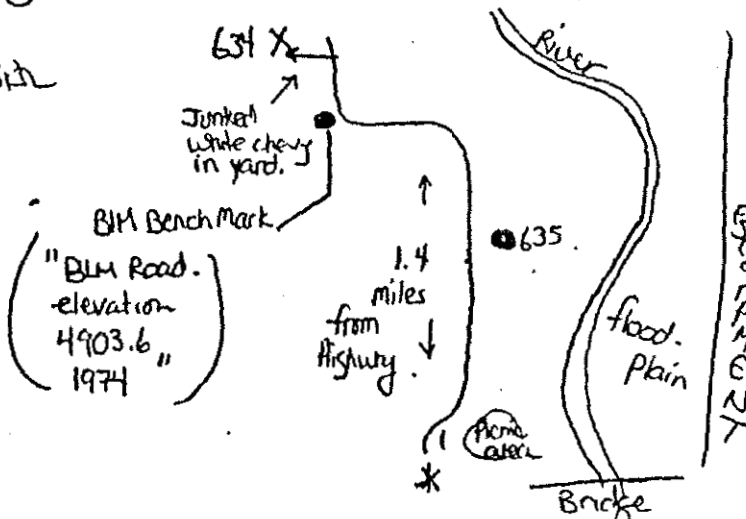 634 X
River
Junked
white chevy
in yard.
BLM Bench Mark
"BLM Road.
elevation
4903.6
1974"
635.
1.4
miles
from
Highway.
flood.
Plain
Picnic
area
Bridge